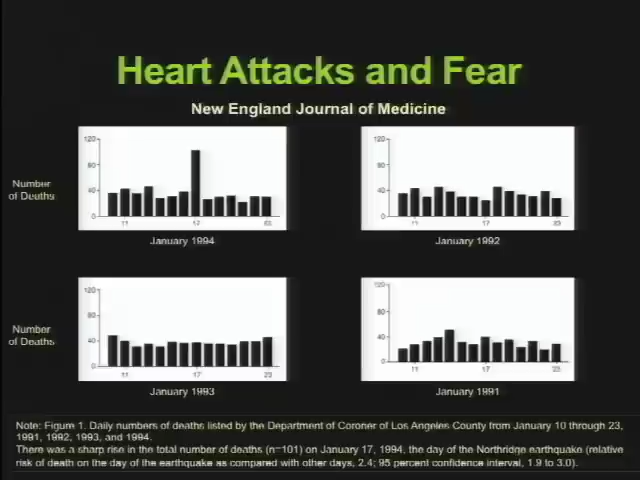 Heart Attacks and Fear
New England Journal of Medicine
Number
of Deaths
120
80
40
0
11
17
23
January 1994
120
80
40
0
11
17
23
January 1992
Number
of Deaths
120
80
40
0
11
17
23
January 1993
120
80
40
0
11
17
23
January 1991
Note: Figure 1. Daily numbers of deaths listed by the Department of Coroner of Los Angeles County from January 10 through 23,
1991, 1992, 1993, and 1994.
There was a sharp rise in the total number of deaths (n=101) on January 17, 1994, the day of the Northridge earthquake (relative
risk of death on the day of the earthquake as compared with other days, 2.4; 95 percent confidence interval, 1.9 to 3.0).